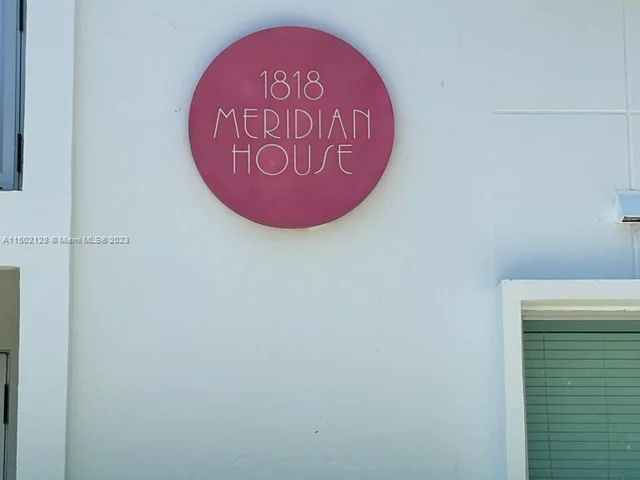 1818
MERIDIAN
HOUSE
A11502128 © Miami MLS® 2023